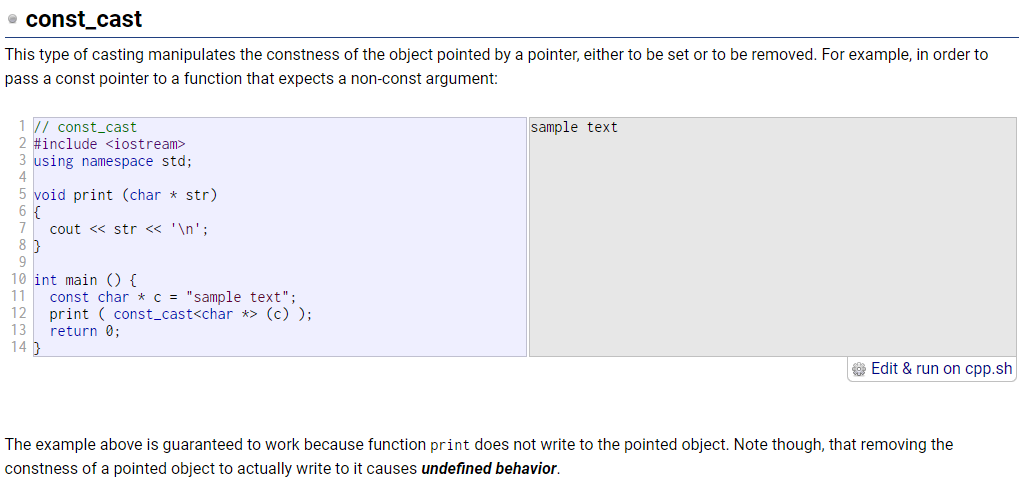 const_cast
This type of casting manipulates the constness of the object pointed by a pointer, either to be set or to be removed. For example, in order to
pass a const pointer to a function that expects a non-const argument:
1 // const_cast
2 #include <iostream>
3 using namespace std;
4
5 void print (char * str)
6 {
7   cout << str << '\n';
8 }
9
10 int main () {
11   const char * c = "sample text";
12   print ( const_cast<char *> (c) );
13   return 0;
14 }
sample text
Edit & run on cpp.sh
The example above is guaranteed to work because function print does not write to the pointed object. Note though, that removing the
constness of a pointed object to actually write to it causes undefined behavior.